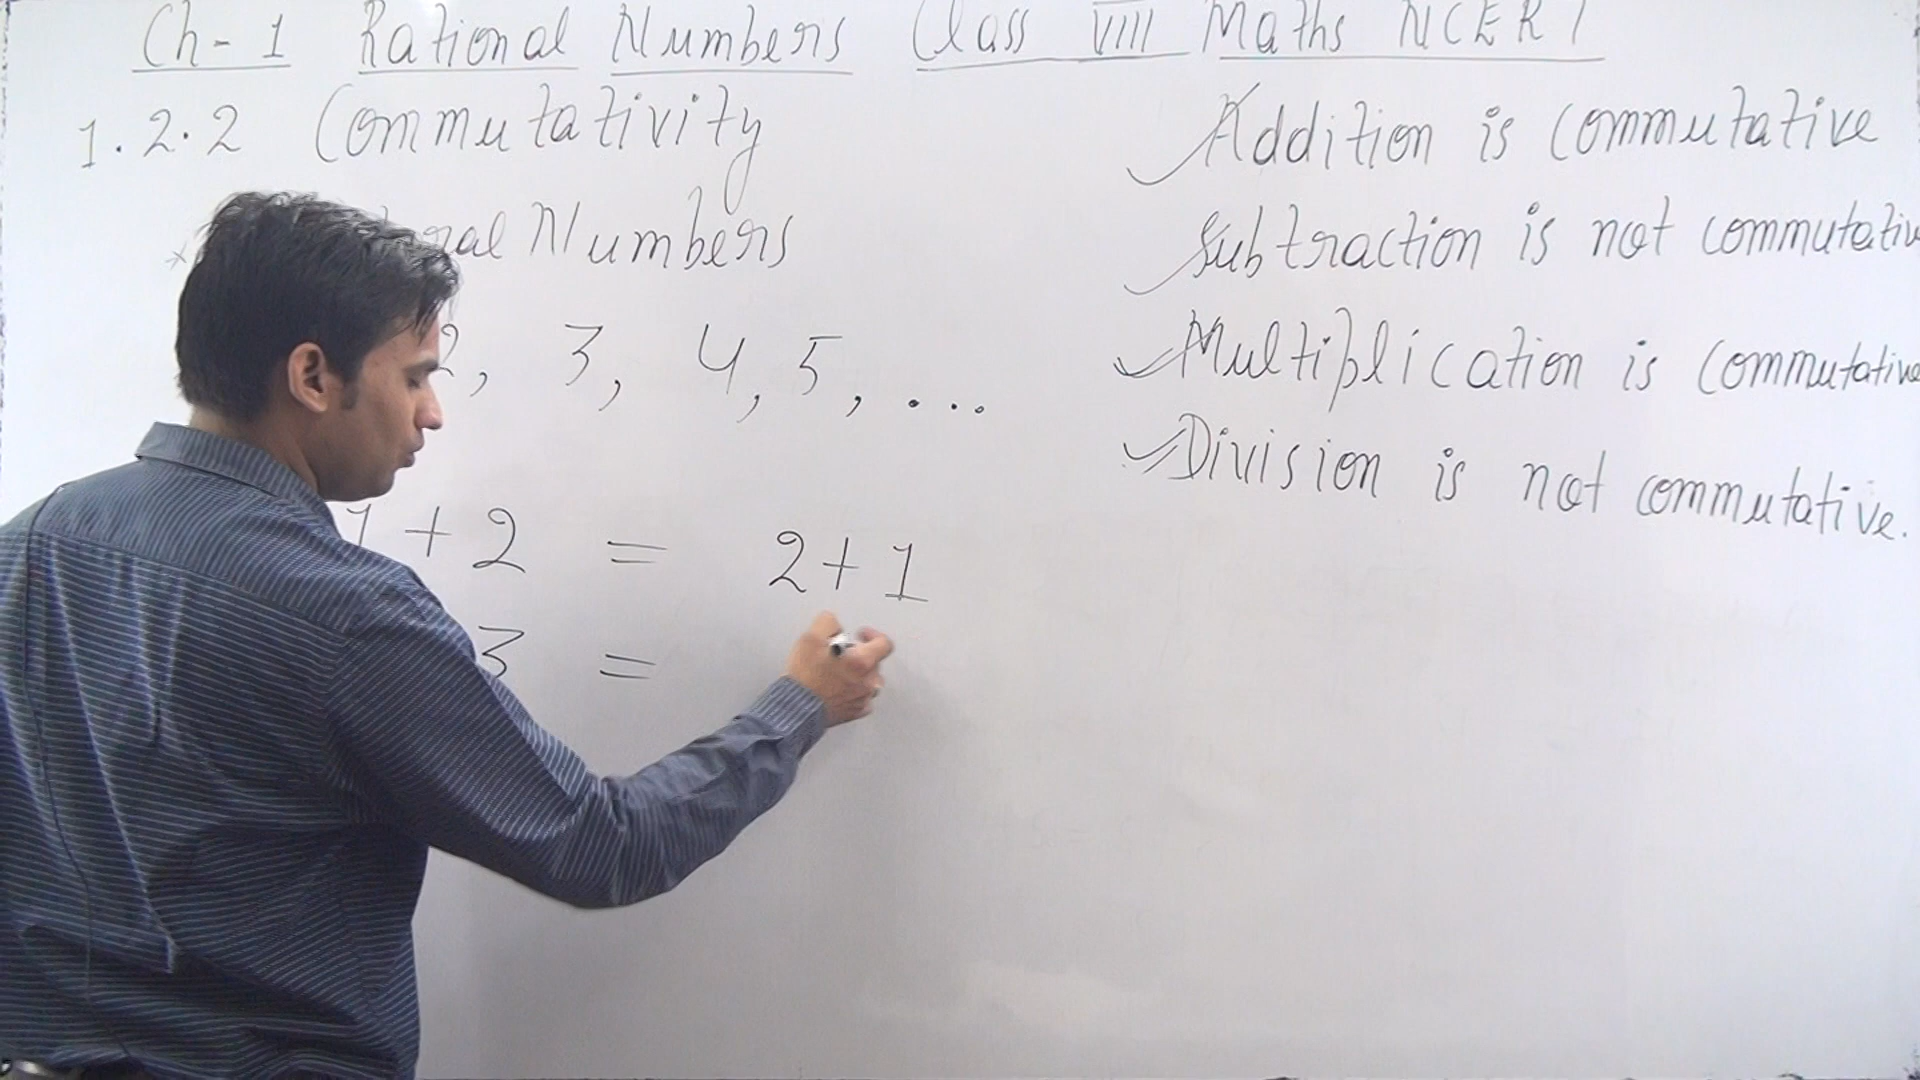 Ch-1 Rational Numbers Class VIII Maths NCERT
1.2.2 Commutativity
* Numbers
2, 3, 4, 5, ...
1 + 2 = 2 + 1
3 =
Addition is commutative
Subtraction is not commutative
Multiplication is commutative
Division is not commutative.